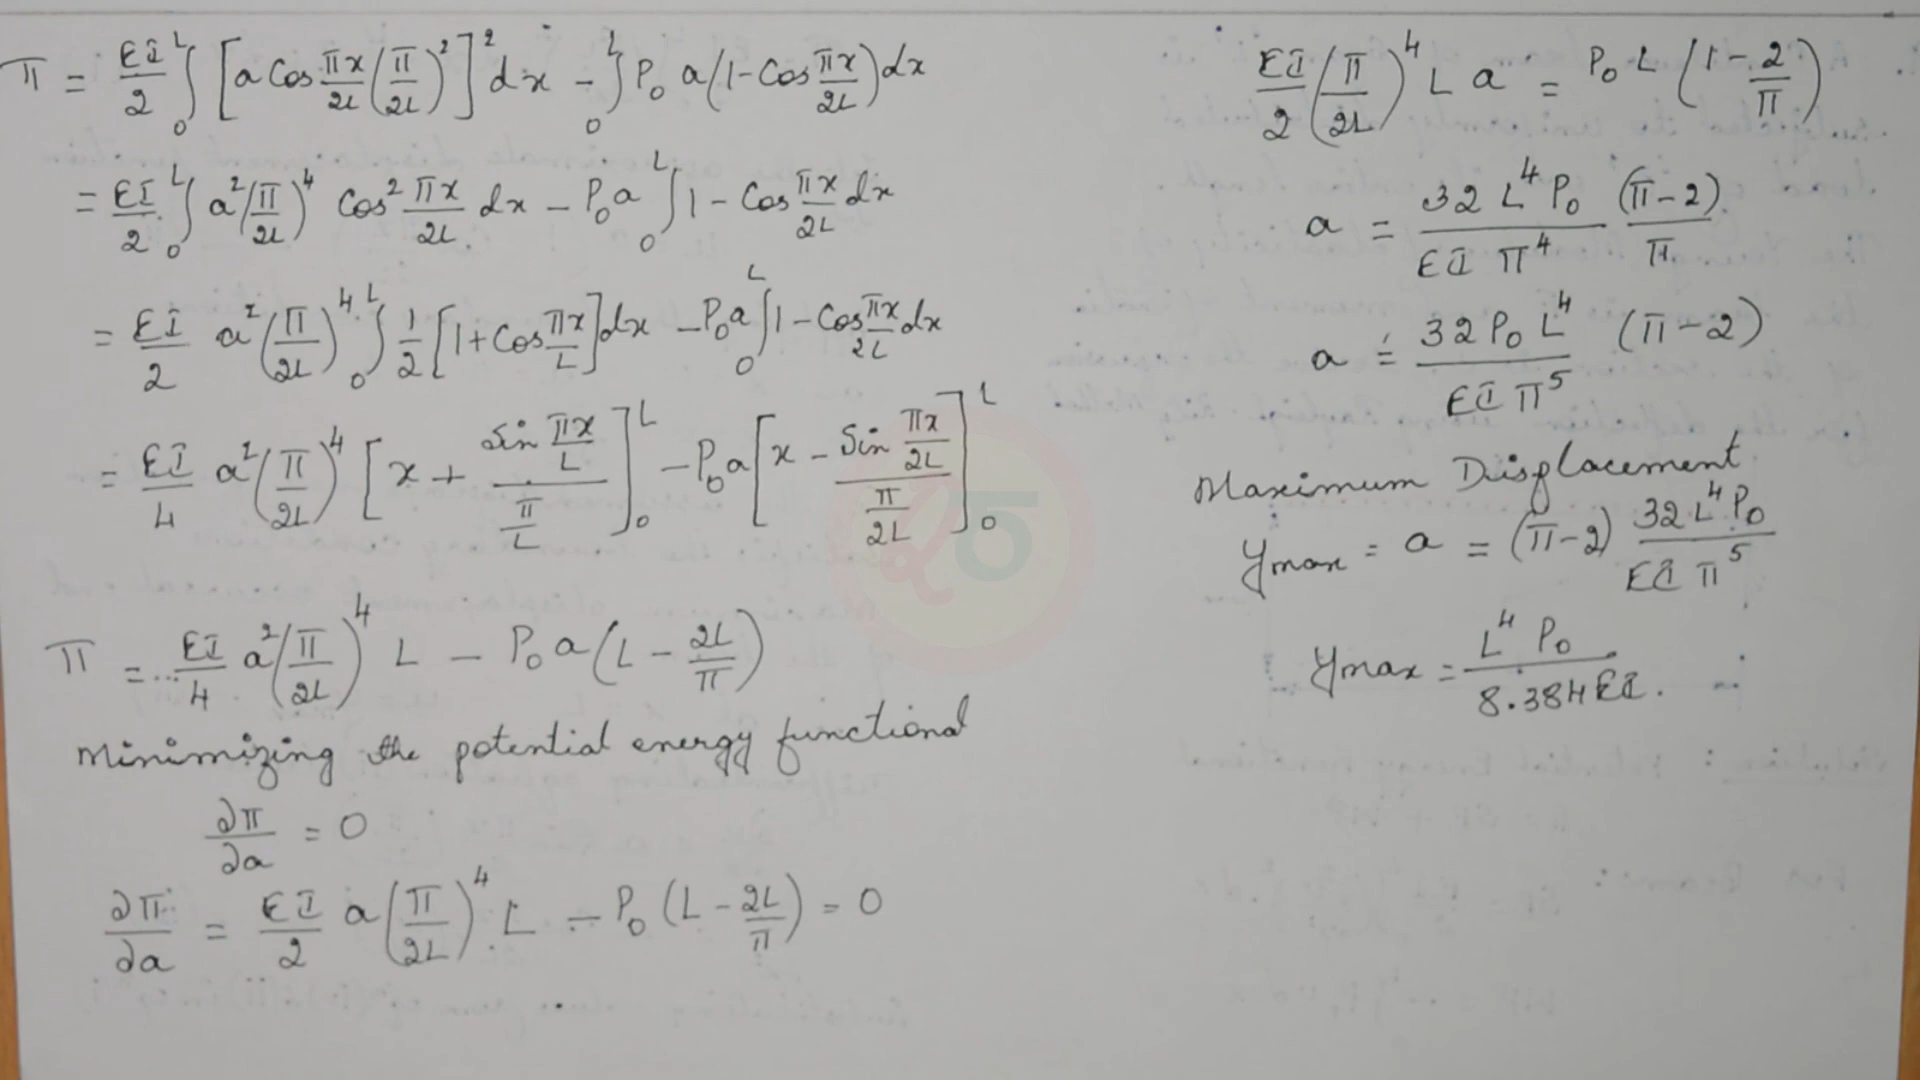 π = EI/2 ∫₀ᴸ [a Cos πx/2L (π/2L)²]² dx - ∫₀ᴸ P₀ a(1-Cos πx/2L)dx
= EI/2 ∫₀ᴸ a²(π/2L)⁴ Cos² πx/2L dx - P₀a ∫₀ᴸ 1 - Cos πx/2L dx
= EI/2 a²(π/2L)⁴ ∫₀ᴸ 1/2 [1+Cos πx/L]dx - P₀a ∫₀ᴸ 1 - Cos πx/2L dx
= EI/4 a²(π/2L)⁴ [x + Sin πx/L / π/L]₀ᴸ - P₀a [x - Sin πx/2L / π/2L]₀ᴸ
π = EI/4 a²(π/2L)⁴ L - P₀a(L - 2L/π)
Minimizing the potential energy functional
∂π/∂a = 0
∂π/∂a = EI/2 a(π/2L)⁴ L - P₀(L - 2L/π) = 0
EI/2 (π/2L)⁴ L a = P₀ L (1 - 2/π)
a = 32 L⁴ P₀/EI π⁴ (π-2)/π
a = 32 P₀ L⁴/EI π⁵ (π-2)
Maximum Displacement
ymax = a = (π-2) 32 L⁴ P₀/EI π⁵
ymax = L⁴ P₀/8.384EI.